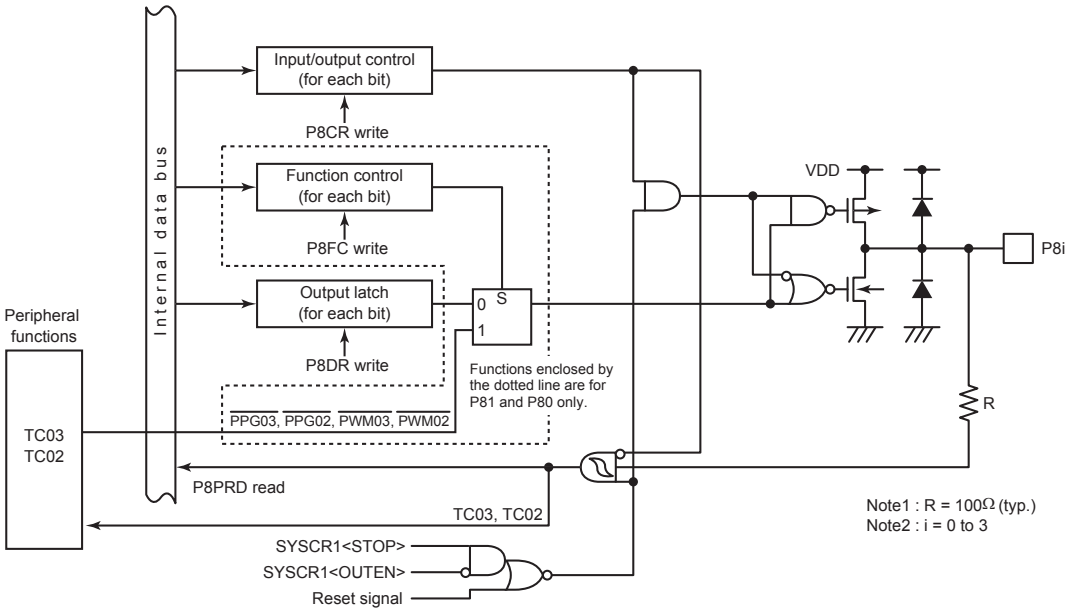 Input/output control
(for each bit)
P8CR write
Function control
(for each bit)
P8FC write
Output latch
(for each bit)
P8DR write
Internal data bus
Peripheral
functions
TC03
TC02
S
0
1
Functions enclosed by
the dotted line are for
P81 and P80 only.
PPG03, PPG02, PWM03, PWM02
P8PRD read
TC03, TC02
SYSCR1<STOP>
SYSCR1<OUTEN>
Reset signal
VDD
P8i
R
Note1 : R = 100Ω (typ.)
Note2 : i = 0 to 3